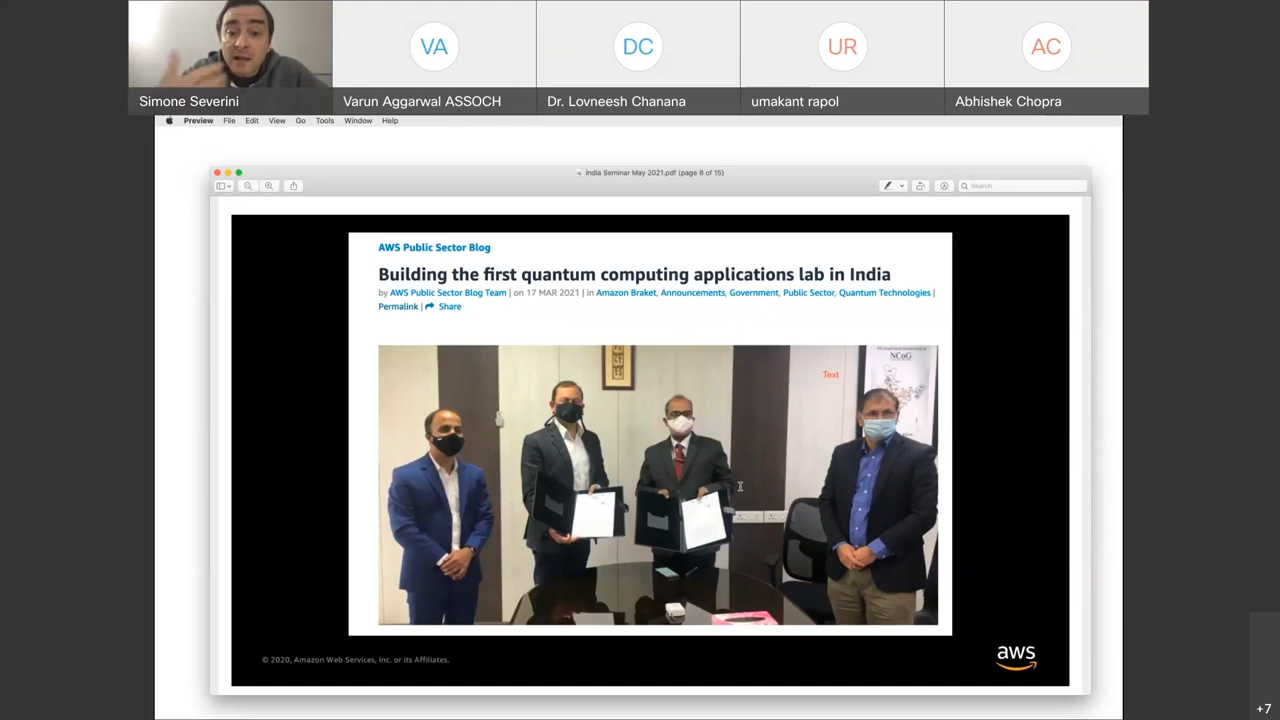 VA
DC
UR
AC
Simone Severini
Varun Aggarwal ASSOCH
Dr. Lovneesh Chanana
umakant rapol
Abhishek Chopra
Preview File Edit View Go Tools Window Help
India Seminar May 2021.pdf (page 8 of 15)
Search
AWS Public Sector Blog
Building the first quantum computing applications lab in India
by AWS Public Sector Blog Team | on 17 MAR 2021 | in Amazon Braket, Announcements, Government, Public Sector, Quantum Technologies |
Permalink | Share
NCoG
Text
© 2020, Amazon Web Services, Inc. or its Affiliates.
aws
+7